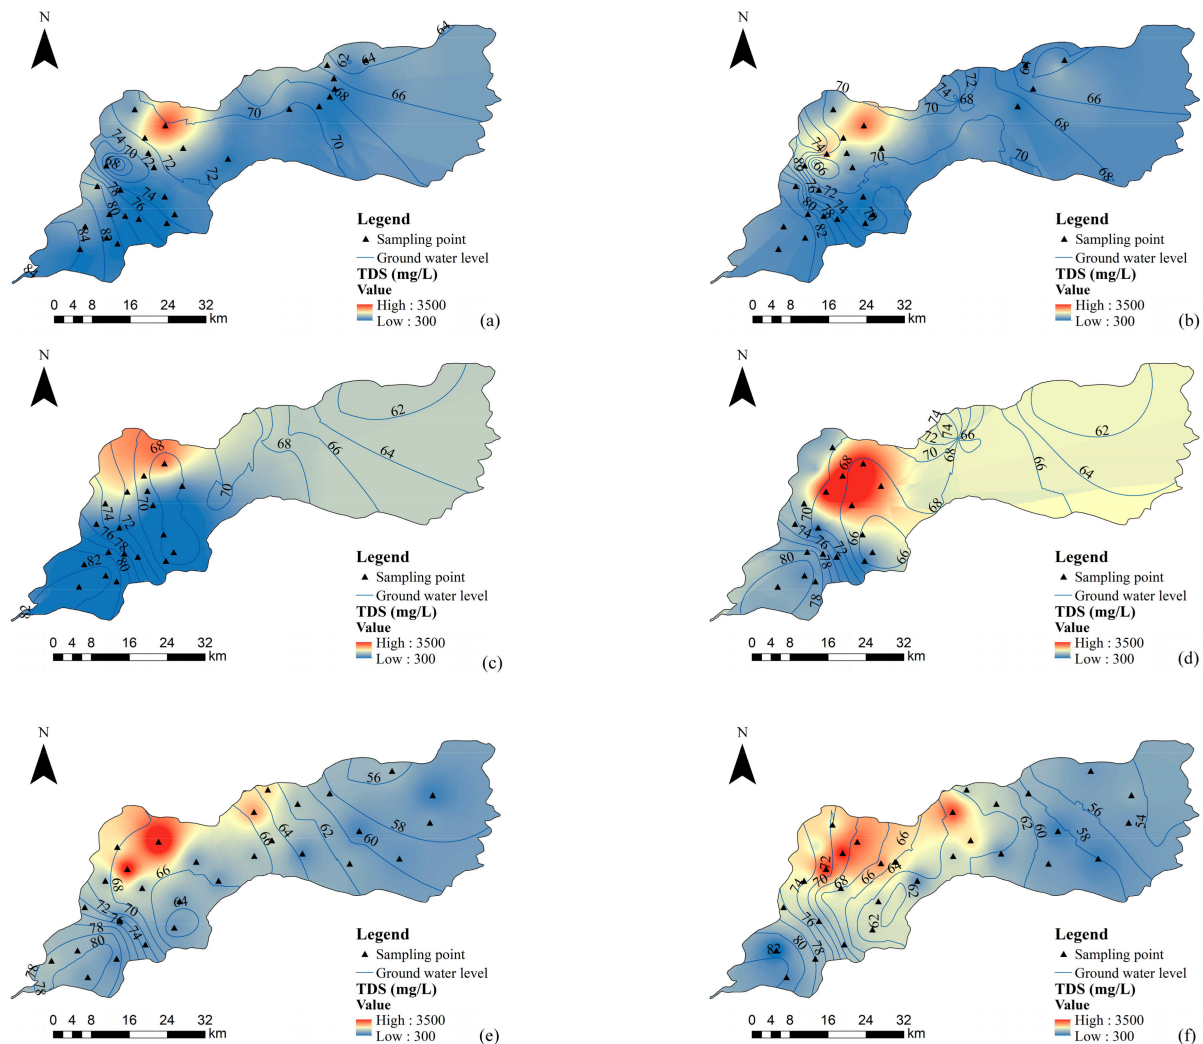 N
64
62
64
66
68
70
70
74
70
72
72
68
72
78
74
76
80
84
84
Legend
Sampling point
Ground water level
TDS (mg/L)
Value
High : 3500
Low : 300
0 4 8 16 24 32
km
(a)
N
70
72
74
68
70
66
68
70
68
74
66
70
76
72
80
74
78
82
Legend
Sampling point
Ground water level
TDS (mg/L)
Value
High : 3500
Low : 300
0 4 8 16 24 32
km
(b)
N
62
68
68
66
64
70
70
74
72
76
78
80
82
82
Legend
Sampling point
Ground water level
TDS (mg/L)
Value
High : 3500
Low : 300
0 4 8 16 24 32
km
(c)
N
74
74
72
66
62
70
68
68
66
64
68
70
74
66
76
72
66
80
78
78
Legend
Sampling point
Ground water level
TDS (mg/L)
Value
High : 3500
Low : 300
0 4 8 16 24 32
km
(d)
N
56
58
64
62
60
66
66
68
64
72
70
78
74
80
78
78
Legend
Sampling point
Ground water level
TDS (mg/L)
Value
High : 3500
Low : 300
0 4 8 16 24 32
km
(e)
N
56
54
62
60
58
66
72
64
66
70
68
74
62
76
62
80
78
82
Legend
Sampling point
Ground water level
TDS (mg/L)
Value
High : 3500
Low : 300
0 4 8 16 24 32
km
(f)